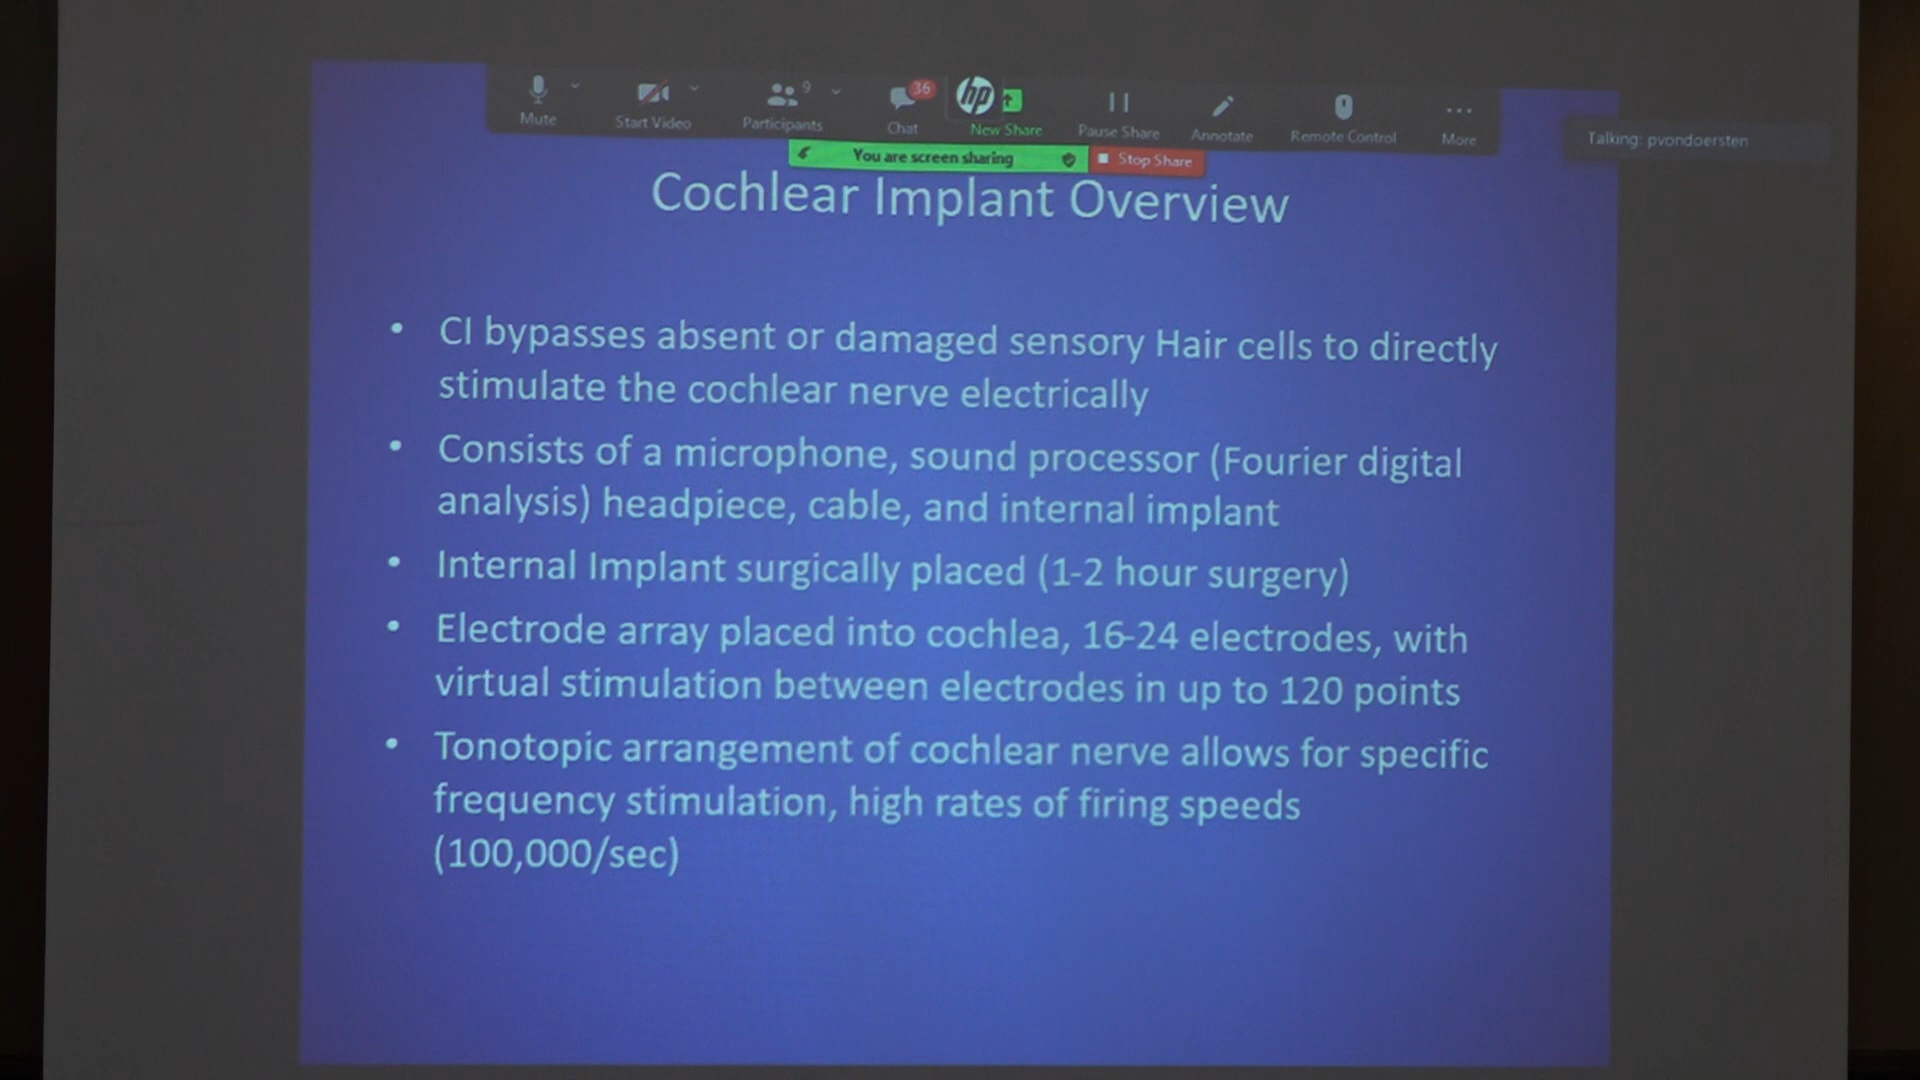 Mute
Start Video
9
Participants
36
Chat
hp
New Share
Pause Share
Annotate
Remote Control
More
Talking: pvondoersten
You are screen sharing
Stop Share
Cochlear Implant Overview
• CI bypasses absent or damaged sensory Hair cells to directly
stimulate the cochlear nerve electrically
• Consists of a microphone, sound processor (Fourier digital
analysis) headpiece, cable, and internal implant
• Internal Implant surgically placed (1-2 hour surgery)
• Electrode array placed into cochlea, 16-24 electrodes, with
virtual stimulation between electrodes in up to 120 points
• Tonotopic arrangement of cochlear nerve allows for specific
frequency stimulation, high rates of firing speeds
(100,000/sec)